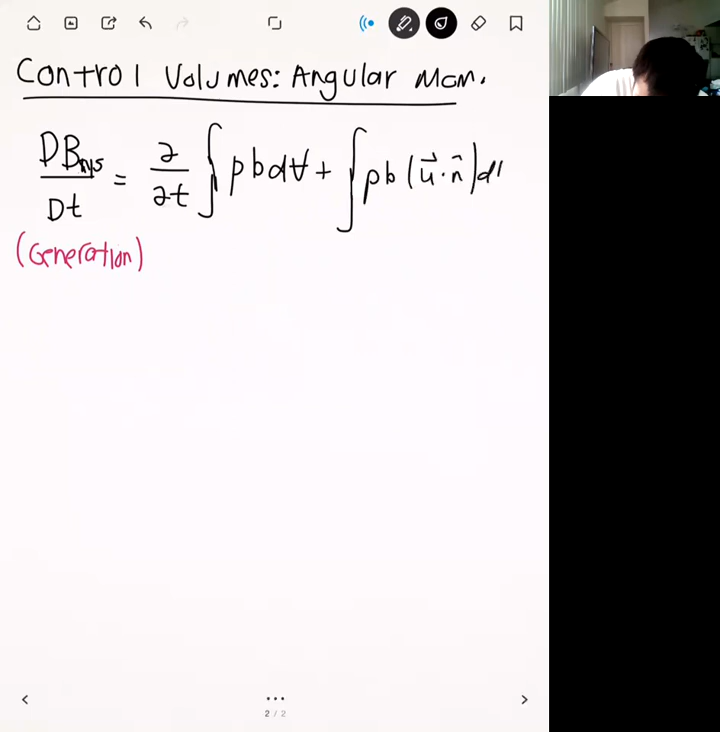 Control Volumes: Angular Mom.
DB_sys/Dt = ∂/∂t ∫ρb d∀ + ∫ρb(u⃗·n̂)dA
(Generation)
2 / 2